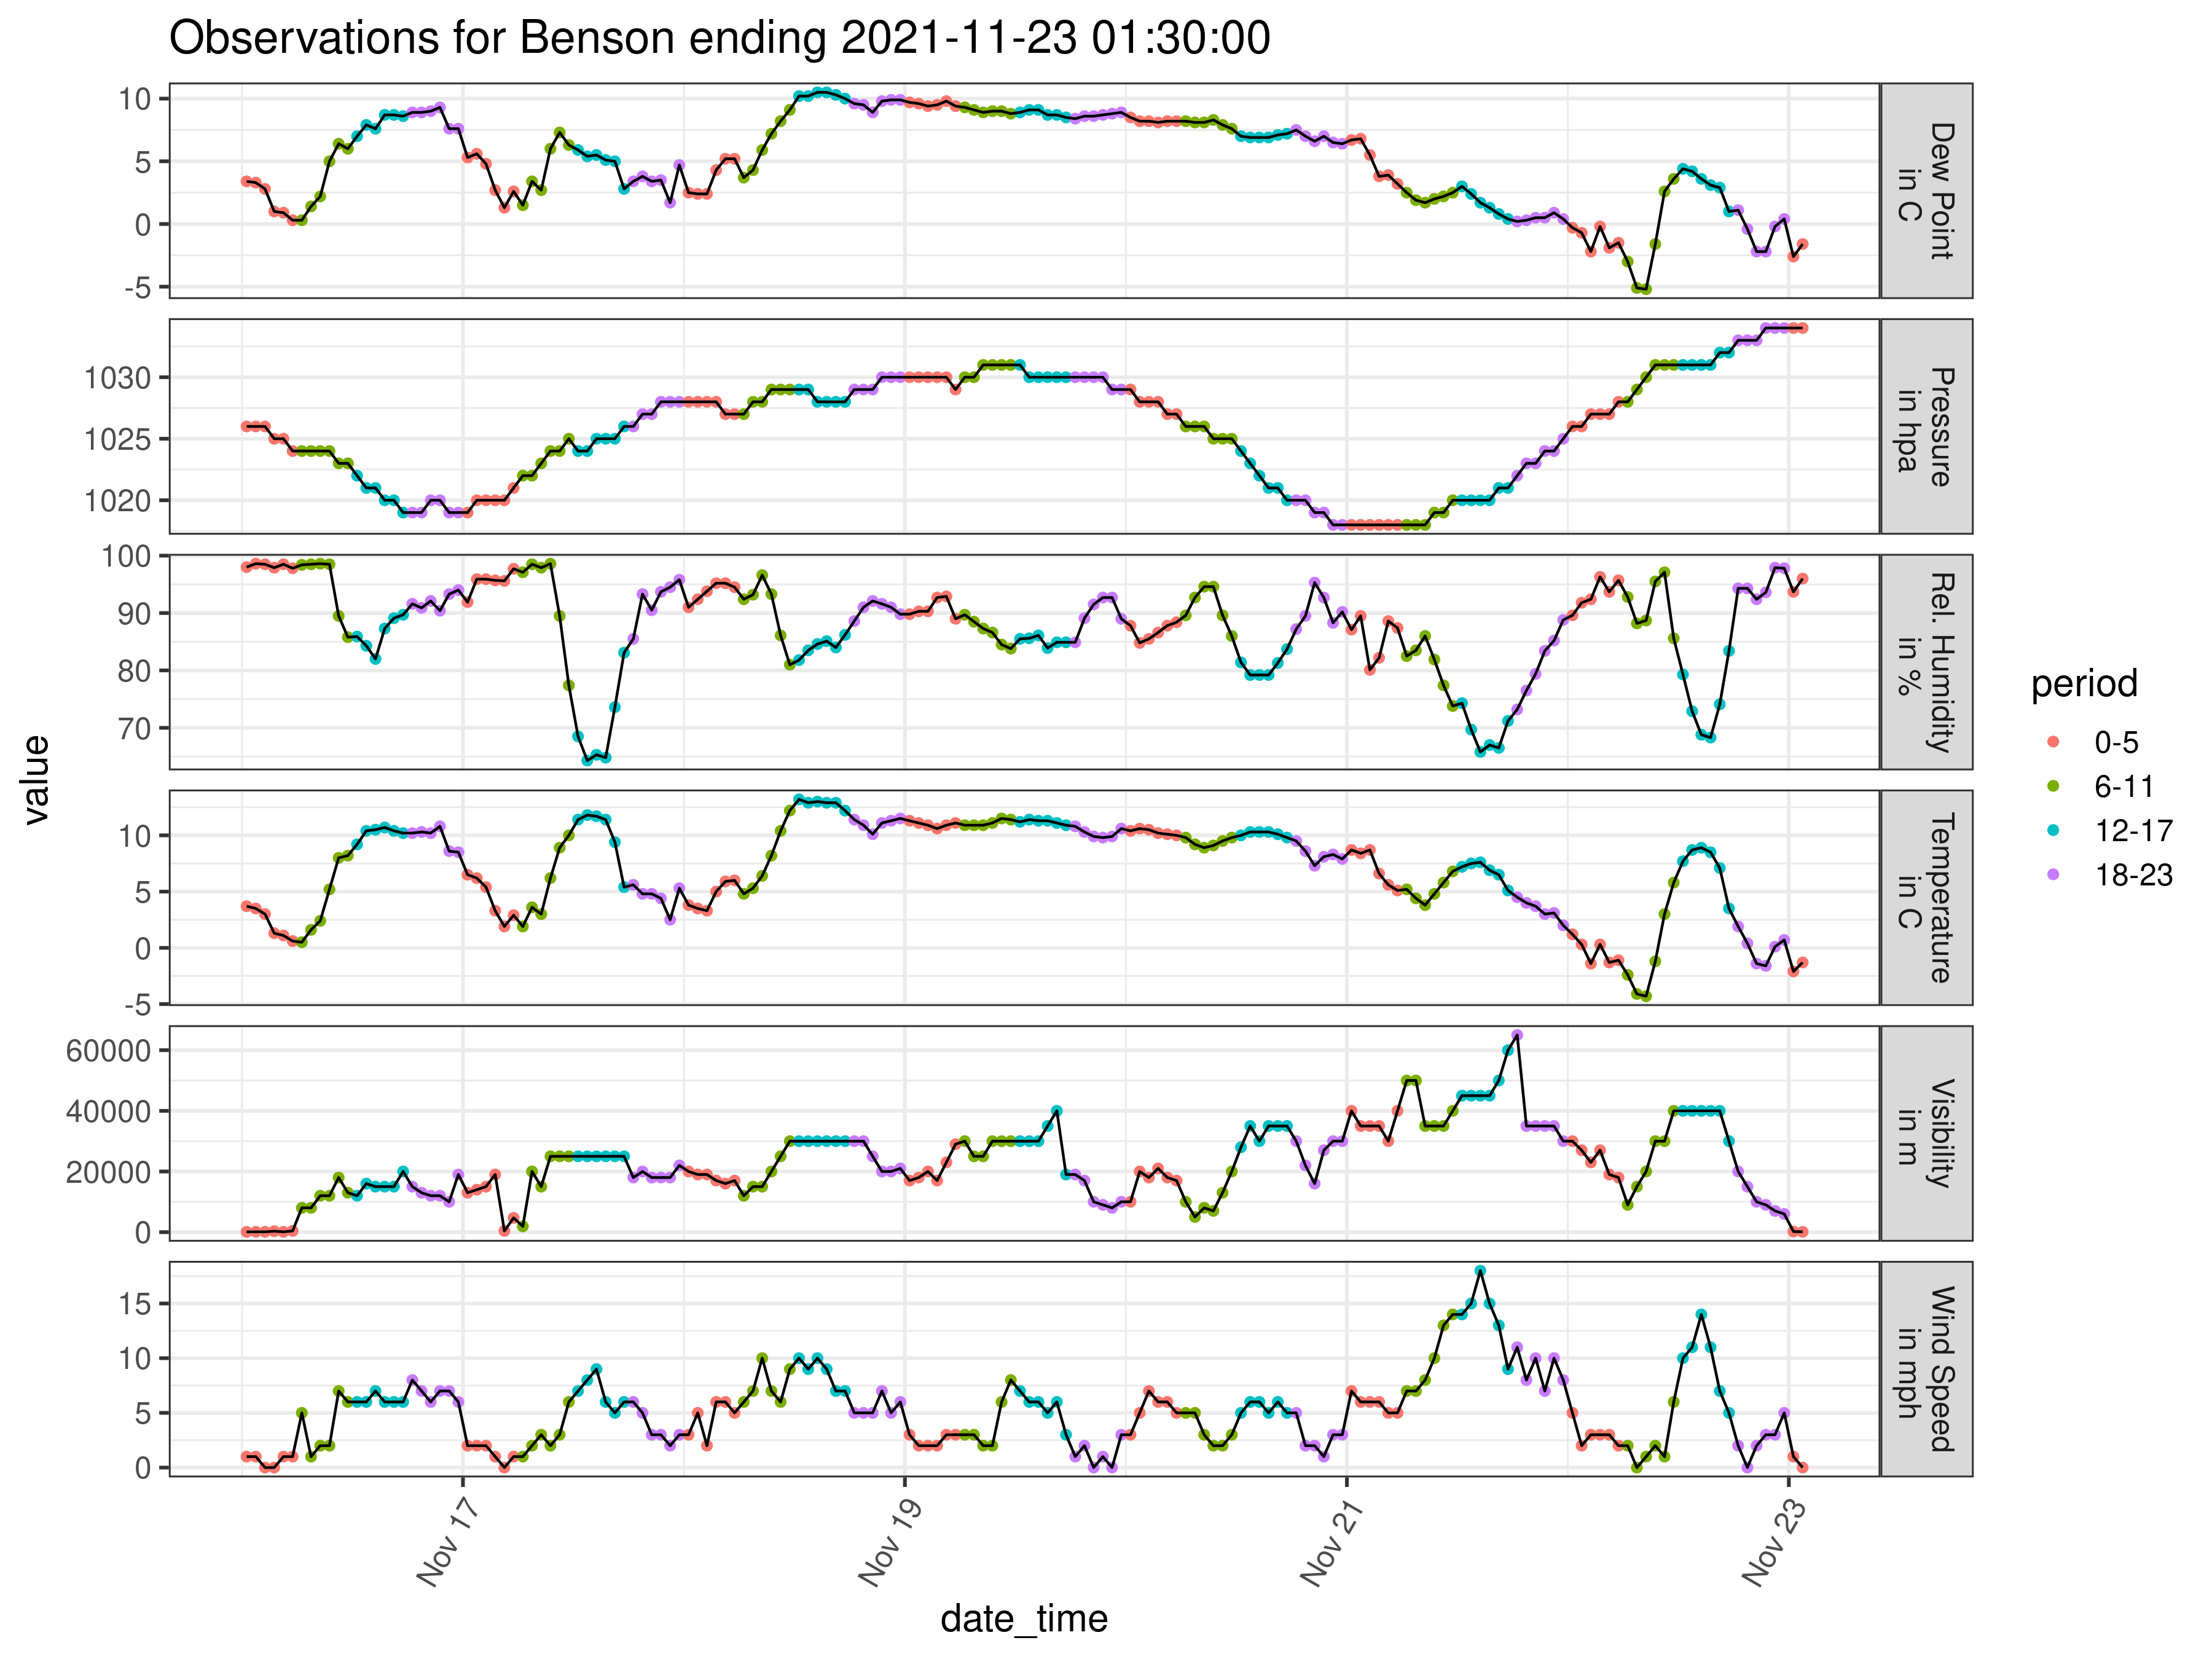 Observations for Benson ending 2021-11-23 01:30:00
10
5
0
-5
Dew Point
in C
1030
1025
1020
Pressure
in hpa
100
90
80
70
Rel. Humidity
in %
10
5
0
-5
Temperature
in C
60000
40000
20000
0
Visibility
in m
15
10
5
0
Wind Speed
in mph
Nov 17
Nov 19
Nov 21
Nov 23
date_time
value
period
0-5
6-11
12-17
18-23